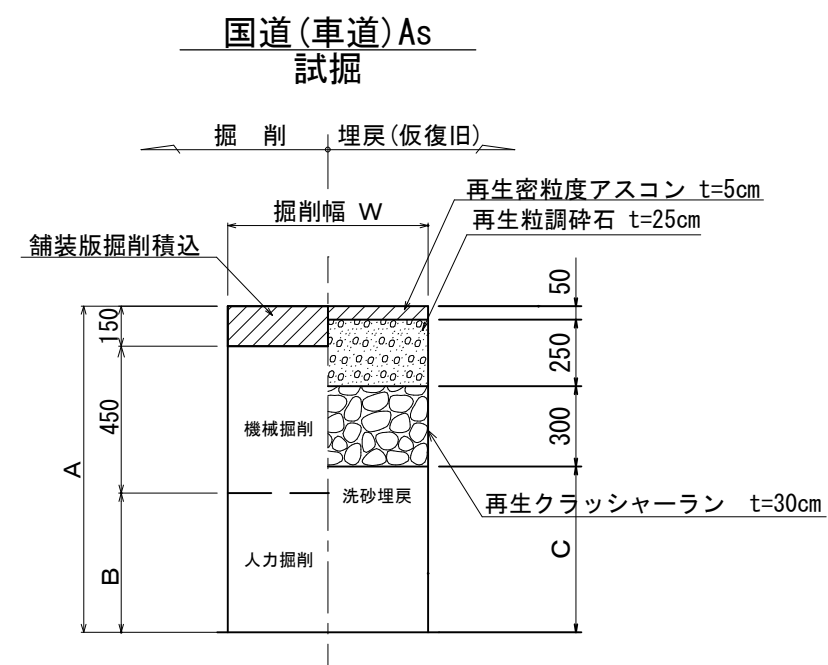 国道(車道)As
試掘
掘 削 埋戻(仮復旧)
再生密粒度アスコン t=5cm
掘削幅 W
再生粒調砕石 t=25cm
舗装版掘削積込
50
150
250
450
300
機械掘削
A
洗砂埋戻
再生クラッシャーラン t=30cm
C
人力掘削
B